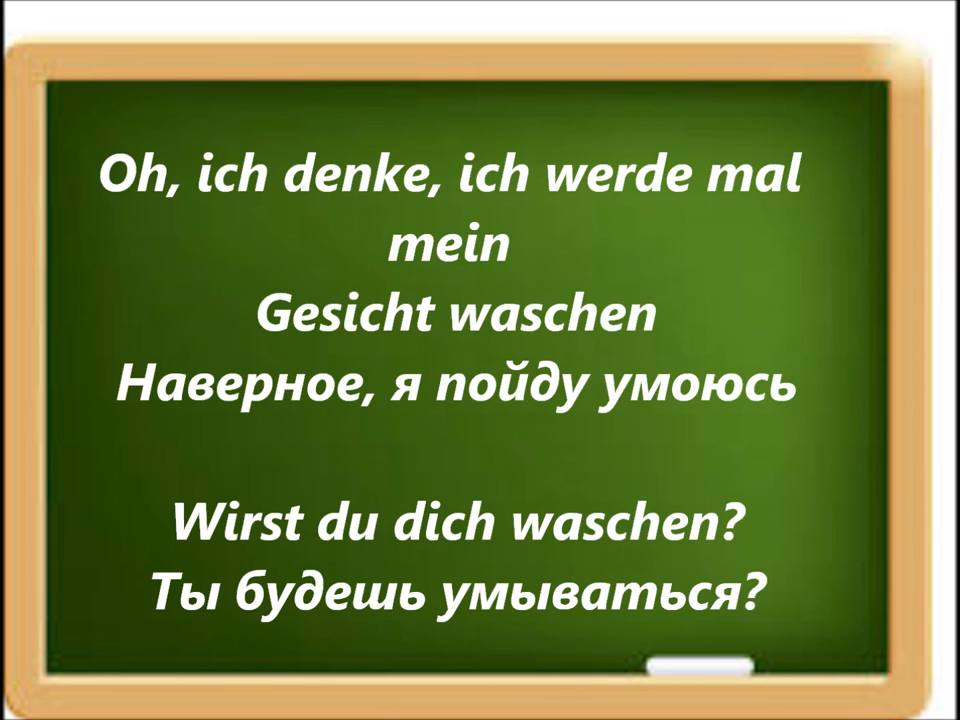 Oh, ich denke, ich werde mal
mein
Gesicht waschen
Наверное, я пойду умоюсь
Wirst du dich waschen?
Ты будешь умываться?